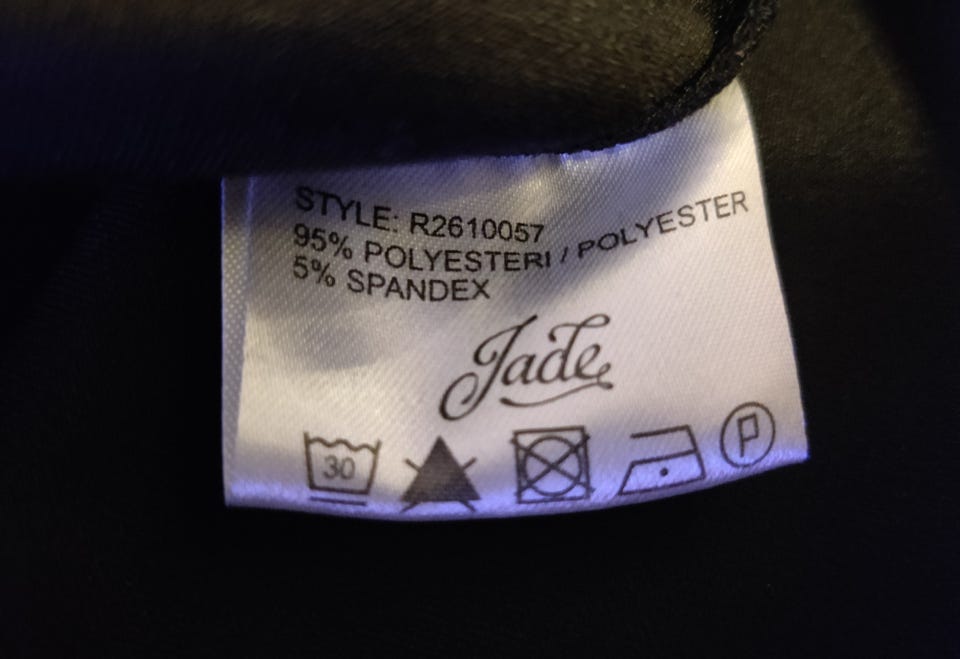 STYLE: R2610057
95% POLYESTERI / POLYESTER
5% SPANDEX
Jade
30
P